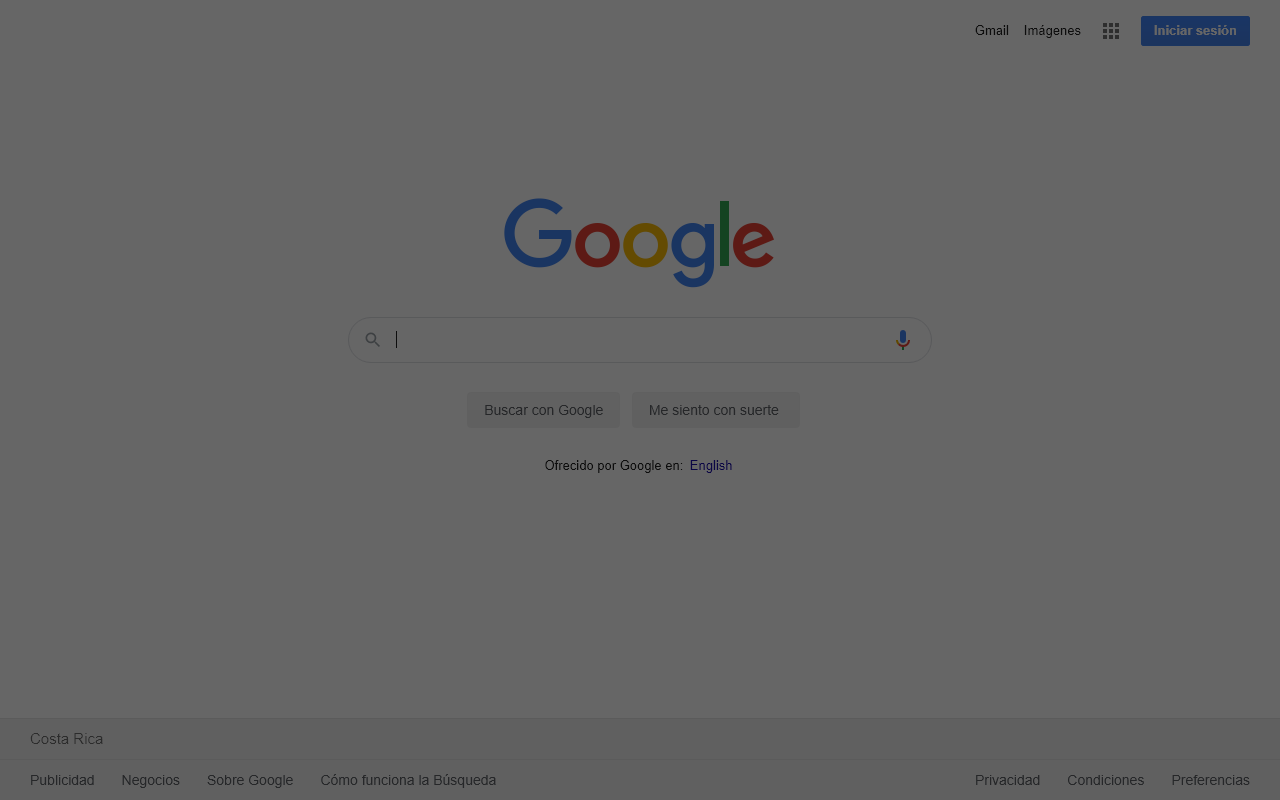 Gmail Imágenes Iniciar sesión
Google
Buscar con Google Me siento con suerte
Ofrecido por Google en: English
Costa Rica
Publicidad Negocios Sobre Google Cómo funciona la Búsqueda Privacidad Condiciones Preferencias